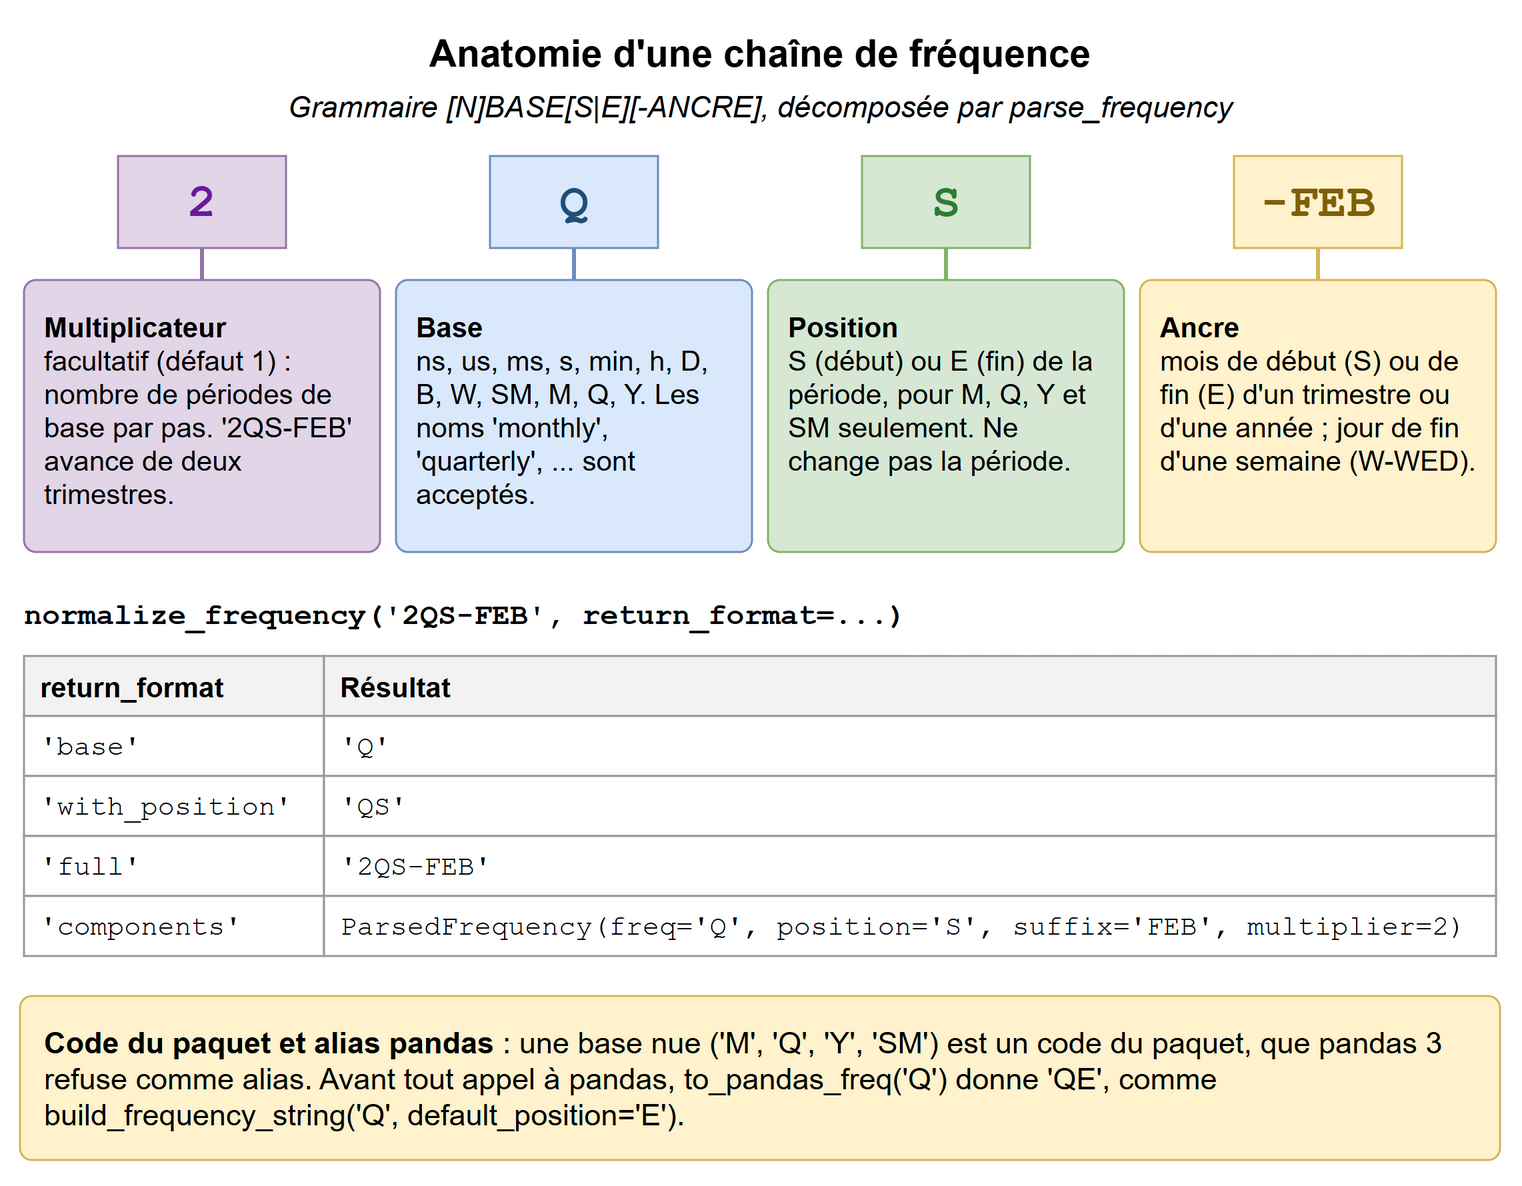 Anatomie d'une chaîne de fréquence
Grammaire [N]BASE[S|E][-ANCRE], décomposée par parse_frequency
2
Q
S
-FEB
Multiplicateur
facultatif (défaut 1) :
nombre de périodes de
base par pas. '2QS-FEB'
avance de deux
trimestres.
Base
ns, us, ms, s, min, h, D,
B, W, SM, M, Q, Y. Les
noms 'monthly',
'quarterly', ... sont
acceptés.
Position
S (début) ou E (fin) de la
période, pour M, Q, Y et
SM seulement. Ne
change pas la période.
Ancre
mois de début (S) ou de
fin (E) d'un trimestre ou
d'une année ; jour de fin
d'une semaine (W-WED).
normalize_frequency('2QS-FEB', return_format=...)
return_format Résultat
'base' 'Q'
'with_position' 'QS'
'full' '2QS-FEB'
'components' ParsedFrequency(freq='Q', position='S', suffix='FEB', multiplier=2)
Code du paquet et alias pandas : une base nue ('M', 'Q', 'Y', 'SM') est un code du paquet, que pandas 3
refuse comme alias. Avant tout appel à pandas, to_pandas_freq('Q') donne 'QE', comme
build_frequency_string('Q', default_position='E').